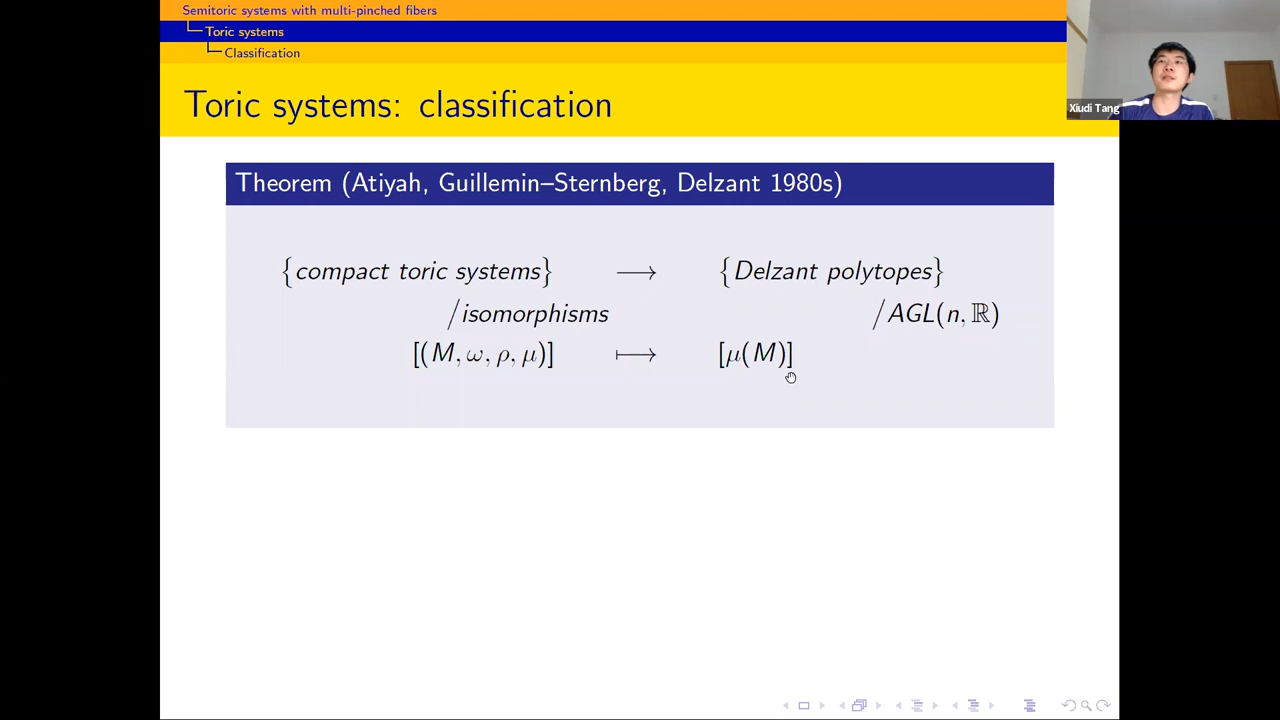 Semitoric systems with multi-pinched fibers
Toric systems
Classification
Toric systems: classification
Xiudi Tang
Theorem (Atiyah, Guillemin–Sternberg, Delzant 1980s)
{compact toric systems} ⟶ {Delzant polytopes}
/isomorphisms /AGL(n, ℝ)
[(M, ω, ρ, μ)] ⟼ [μ(M)]